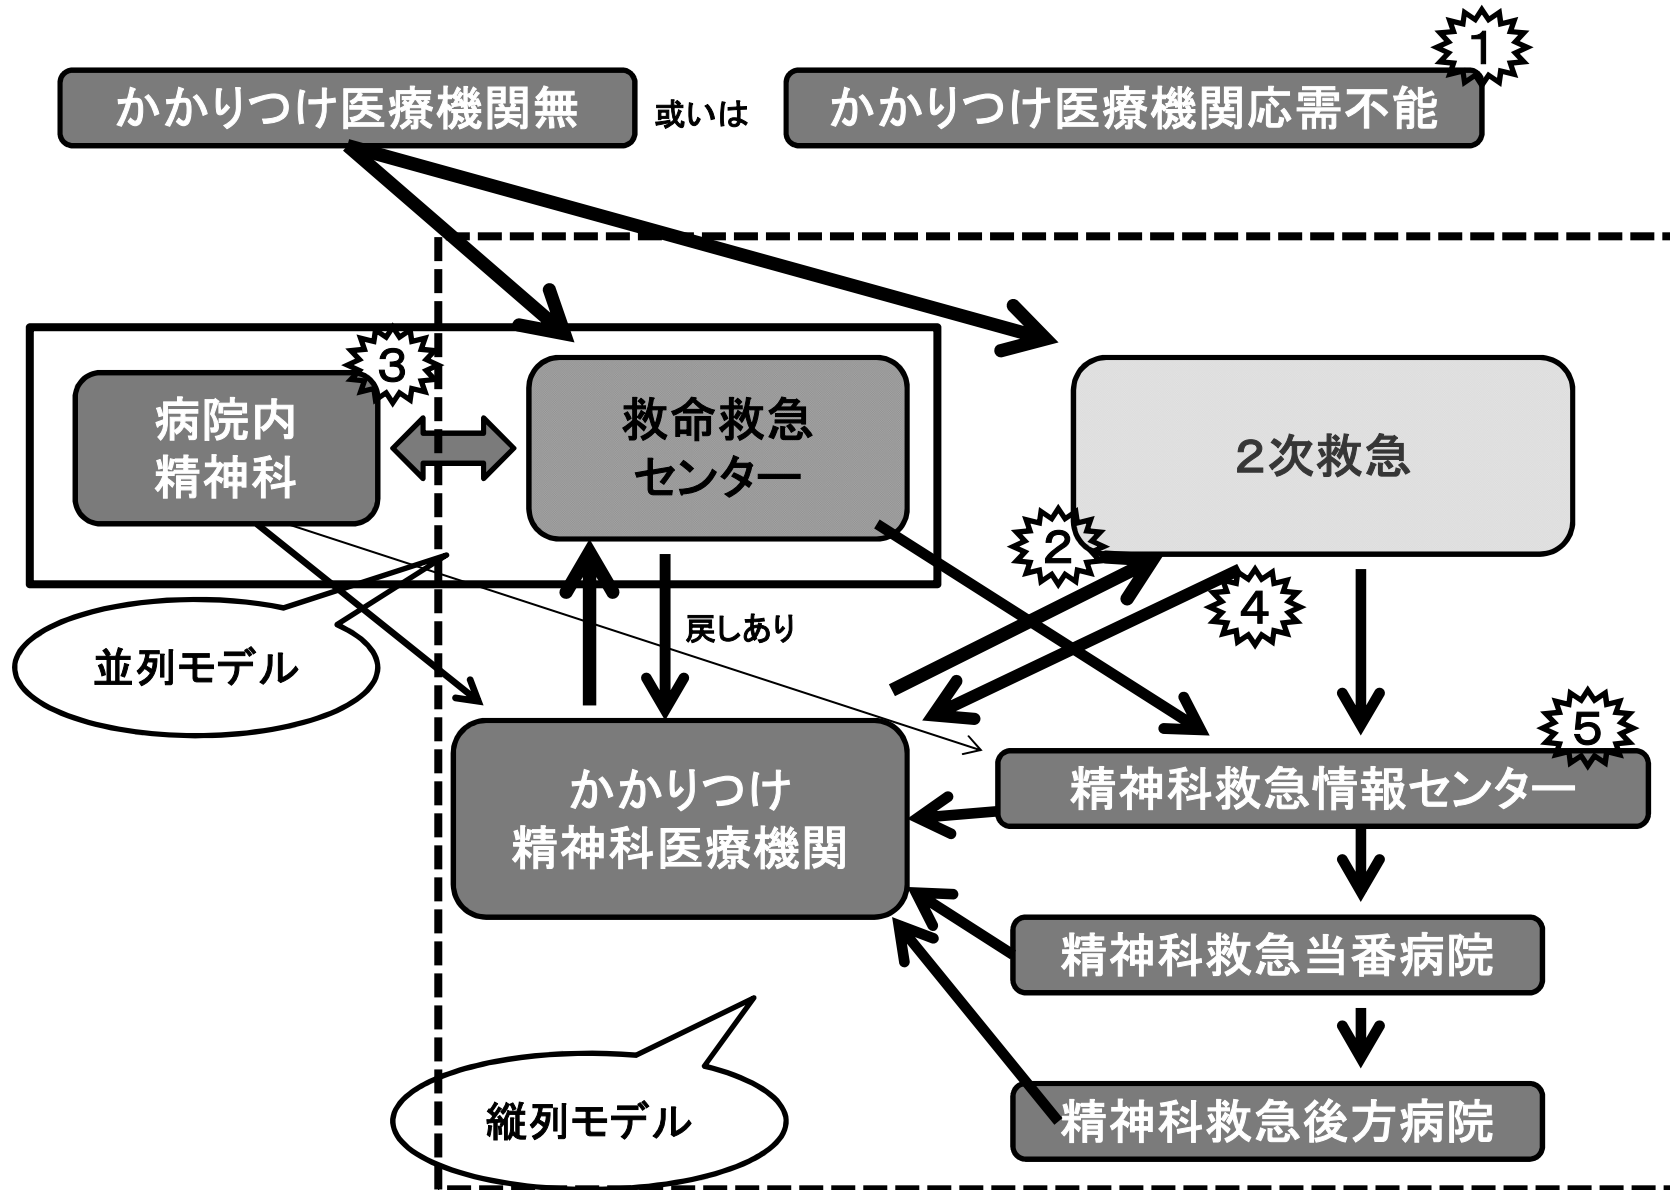 1
かかりつけ医療機関無
或いは
かかりつけ医療機関応需不能
3
病院内
精神科
救命救急
センター
２次救急
2
4
戻しあり
並列モデル
5
かかりつけ
精神科医療機関
精神科救急情報センター
精神科救急当番病院
縦列モデル
精神科救急後方病院